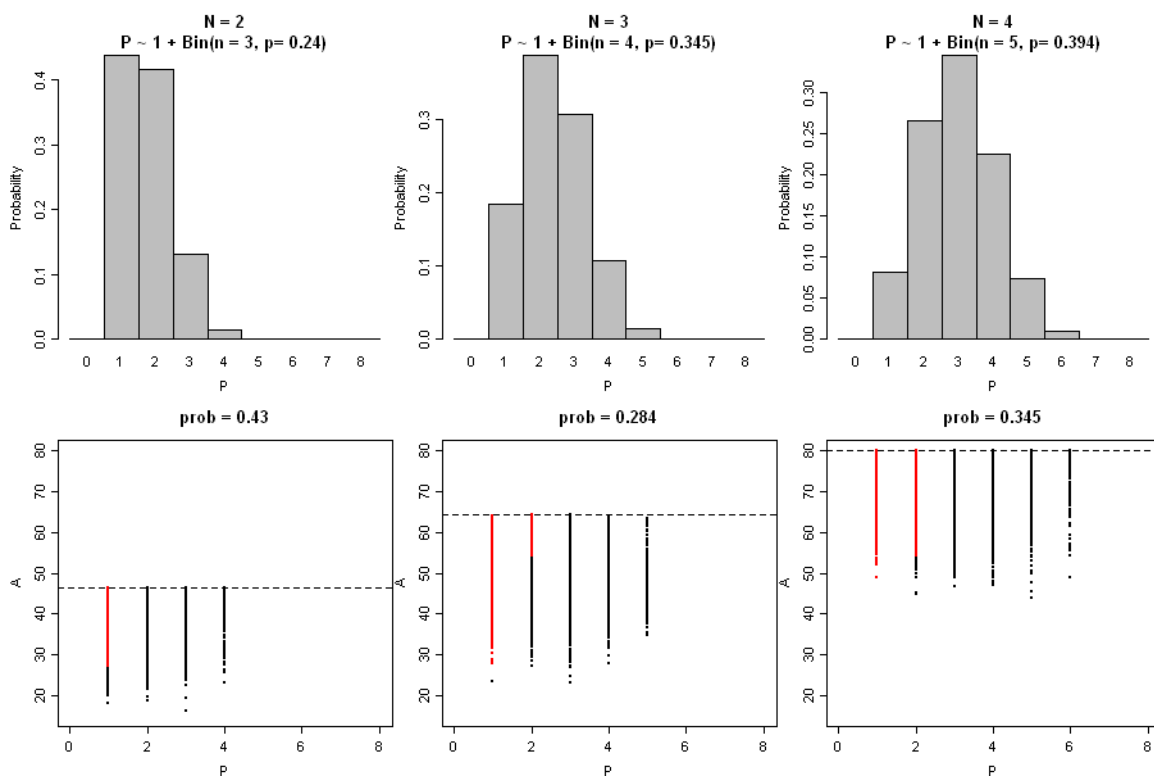 N = 2
P ~ 1 + Bin(n = 3, p= 0.24)
Probability
0.0 0.1 0.2 0.3 0.4
0 1 2 3 4 5 6 7 8
P
N = 3
P ~ 1 + Bin(n = 4, p= 0.345)
Probability
0.0 0.1 0.2 0.3
0 1 2 3 4 5 6 7 8
P
N = 4
P ~ 1 + Bin(n = 5, p= 0.394)
Probability
0.00 0.05 0.10 0.15 0.20 0.25 0.30
0 1 2 3 4 5 6 7 8
P
prob = 0.43
A
20 30 40 50 60 70 80
0 2 4 6 8
P
prob = 0.284
A
20 30 40 50 60 70 80
0 2 4 6 8
P
prob = 0.345
A
20 30 40 50 60 70 80
0 2 4 6 8
P